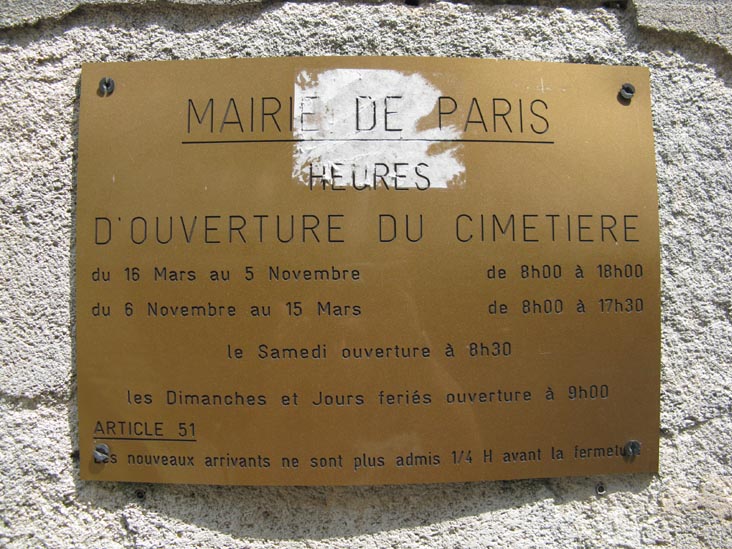 MAIRIE DE PARIS
HEURES
D'OUVERTURE DU CIMETIERE
du 16 Mars au 5 Novembre de 8h00 à 18h00
du 6 Novembre au 15 Mars de 8h00 à 17h30
le Samedi ouverture à 8h30
les Dimanches et Jours feriés ouverture à 9h00
ARTICLE 51
Les nouveaux arrivants ne sont plus admis 1/4 H avant la fermeture